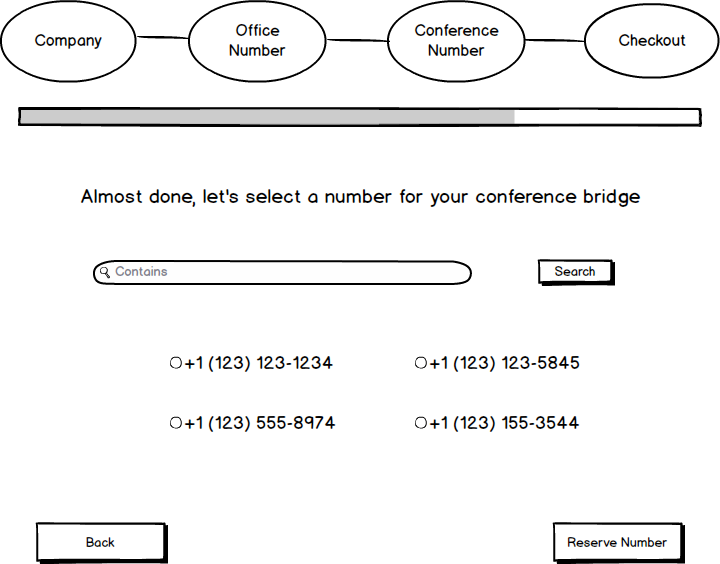 Company
Office
Number
Conference
Number
Checkout
Almost done, let's select a number for your conference bridge
Contains
Search
+1 (123) 123-1234
+1 (123) 123-5845
+1 (123) 555-8974
+1 (123) 155-3544
Back
Reserve Number